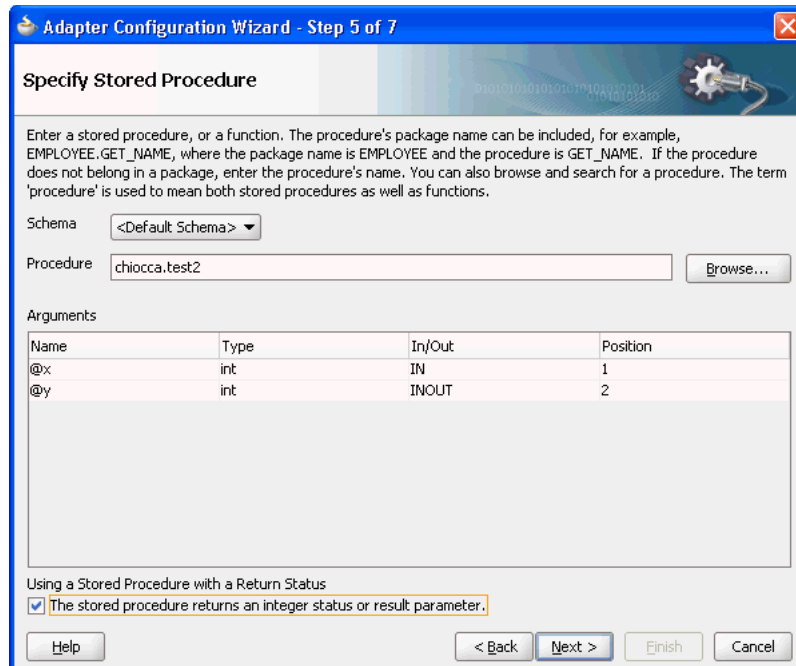 Adapter Configuration Wizard - Step 5 of 7
Specify Stored Procedure
Enter a stored procedure, or a function. The procedure's package name can be included, for example,
EMPLOYEE.GET_NAME, where the package name is EMPLOYEE and the procedure is GET_NAME. If the procedure
does not belong in a package, enter the procedure's name. You can also browse and search for a procedure. The term
'procedure' is used to mean both stored procedures as well as functions.
Schema <Default Schema>
Procedure chiocca.test2 Browse...
Arguments
Name Type In/Out Position
@x int IN 1
@y int INOUT 2
Using a Stored Procedure with a Return Status
The stored procedure returns an integer status or result parameter.
Help < Back Next > Finish Cancel